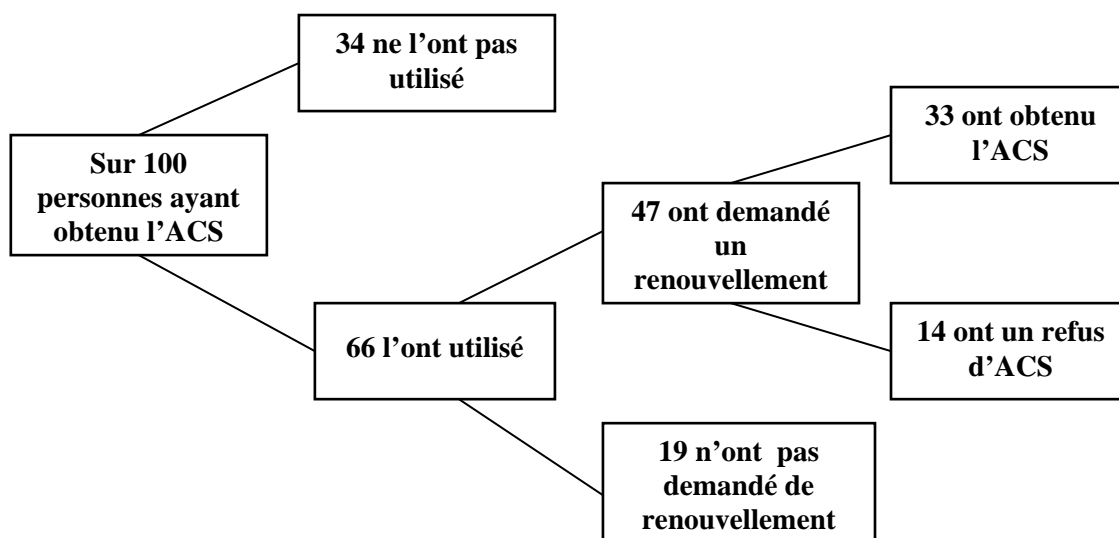 34 ne l'ont pas
utilisé
Sur 100
personnes ayant
obtenu l'ACS
33 ont obtenu
l'ACS
47 ont demandé
un
renouvellement
66 l'ont utilisé
14 ont un refus
d'ACS
19 n'ont pas
demandé de
renouvellement